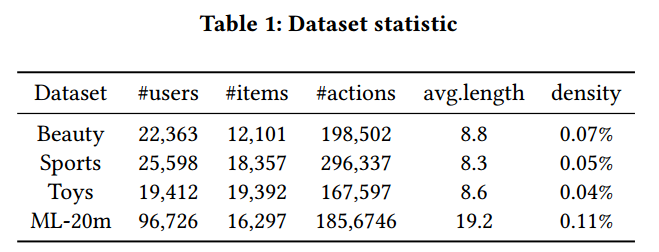 Table 1: Dataset statistic
Dataset #users #items #actions avg.length density
Beauty 22,363 12,101 198,502 8.8 0.07%
Sports 25,598 18,357 296,337 8.3 0.05%
Toys 19,412 19,392 167,597 8.6 0.04%
ML-20m 96,726 16,297 185,6746 19.2 0.11%